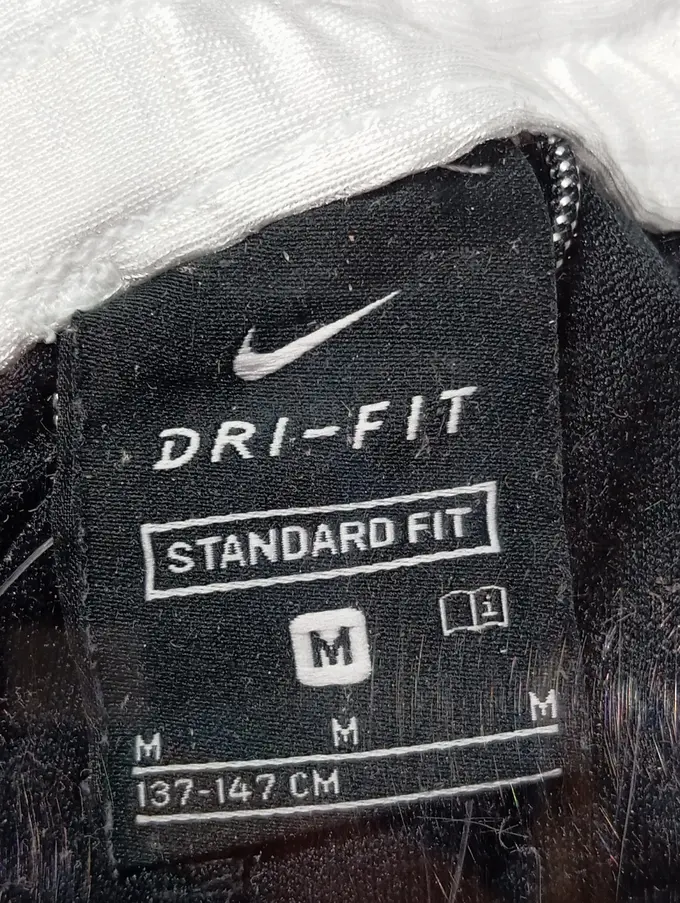 DRI-FIT
STANDARD FIT
i
M
M M M
137-147 CM